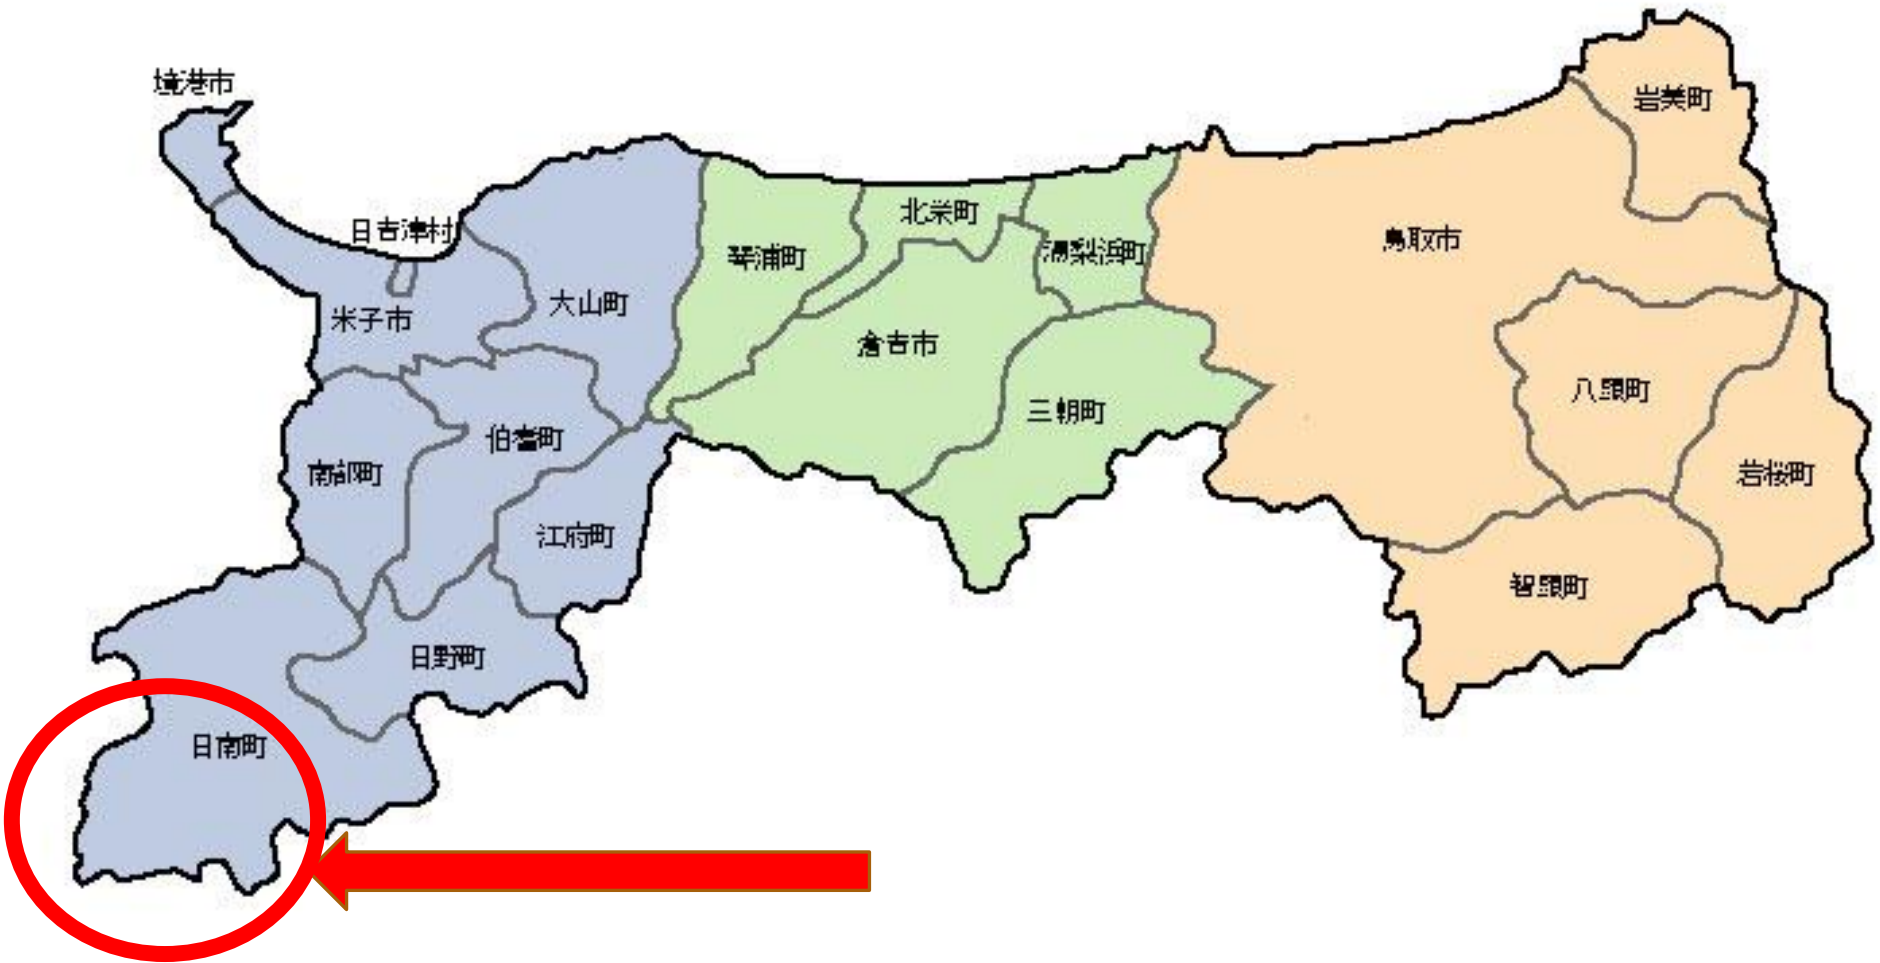 境港市
岩美町
日吉津村
北栄町
琴浦町
湯梨浜町
鳥取市
米子市
大山町
倉吉市
八頭町
三朝町
伯耆町
南部町
岩桜町
江府町
智頭町
日野町
日南町